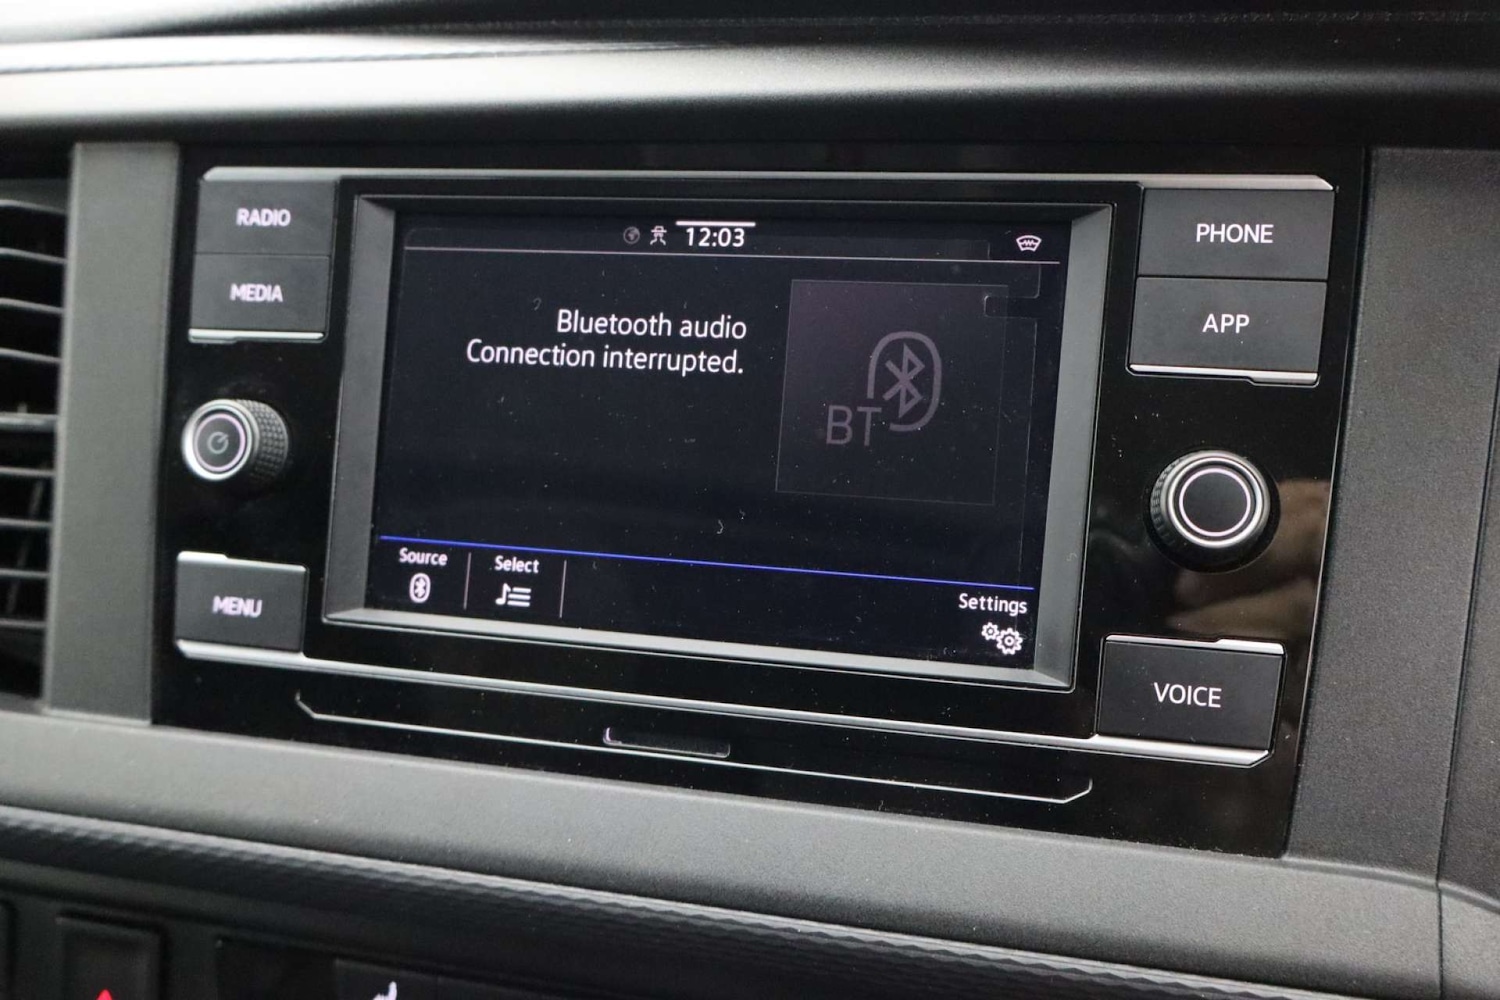 RADIO
MEDIA
MENU
12:03
Bluetooth audio
Connection interrupted.
BT
Source
Select
Settings
PHONE
APP
VOICE